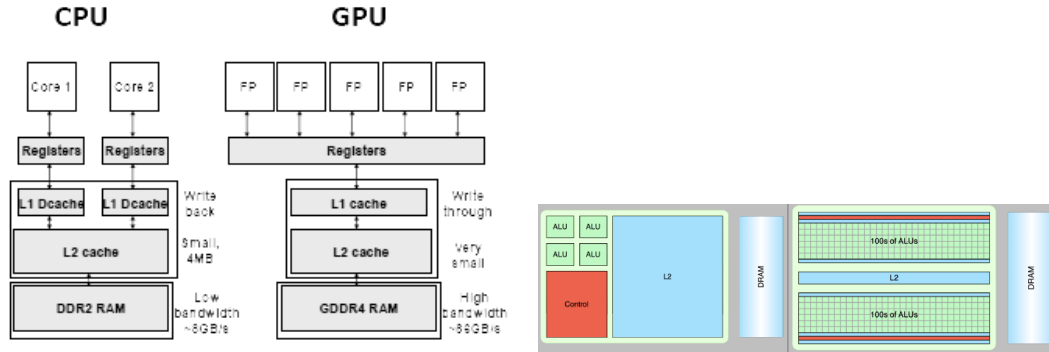 CPU
GPU
Core 1
Core 2
FP
FP
FP
FP
FP
Registers
Registers
Registers
L1 Dcache
L1 Dcache
Write
back
L1 cache
Write
through
L2 cache
Small,
4MB
L2 cache
Very
small
DDR2 RAM
Low
bandwidth
GDDR4 RAM
High
bandwidth
ALU
ALU
ALU
ALU
Control
L2
DRAM
100s of ALUs
L2
100s of ALUs
DRAM